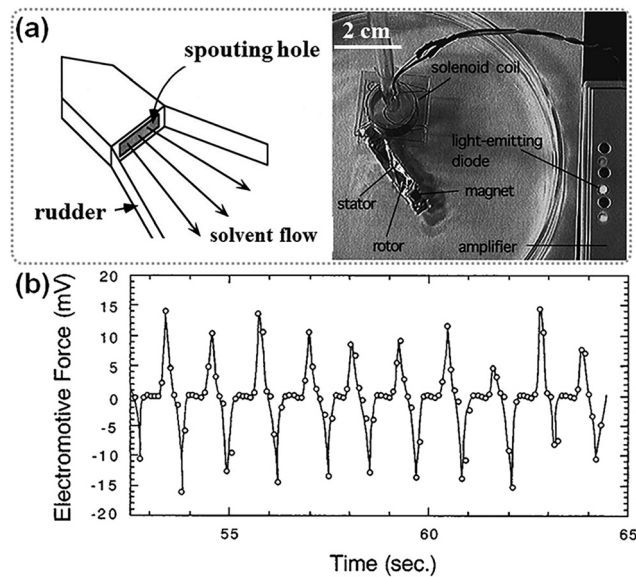 (a)
spouting hole
rudder
solvent flow
2 cm
solenoid coil
light-emitting
diode
magnet
stator
rotor
amplifier
(b)
Electromotive Force (mV)
20
15
10
5
0
-5
-10
-15
-20
55
60
65
Time (sec.)